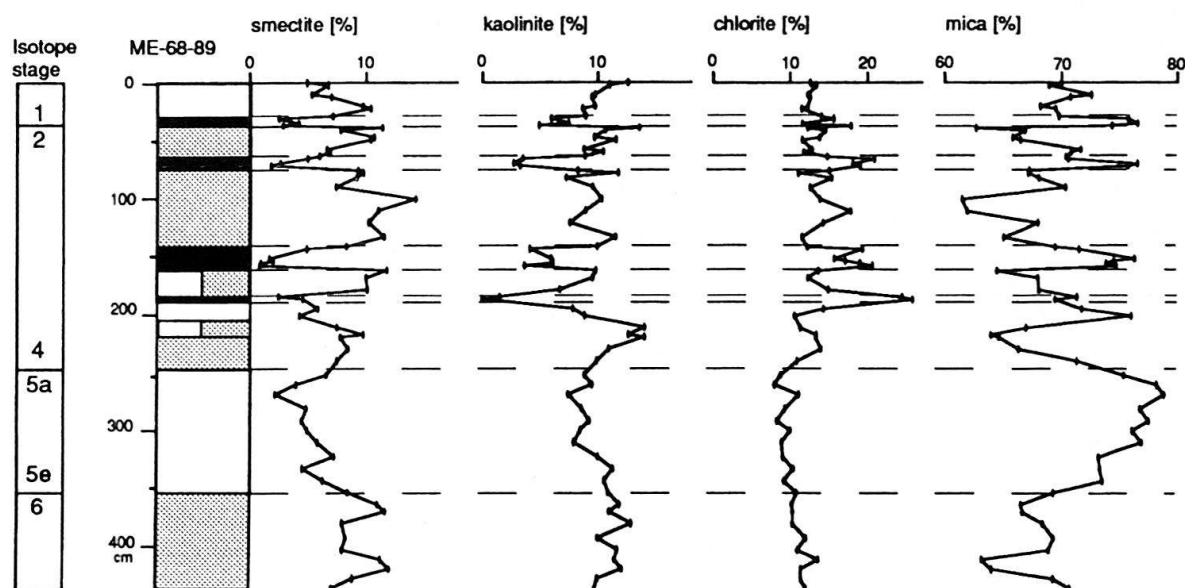 smectite [%]
kaolinite [%]
chlorite [%]
mica [%]
Isotope
stage
ME-68-89
0 10
0 10
0 10 20
60 70 80
0
1
2
100
200
4
5a
300
5e
6
400
cm